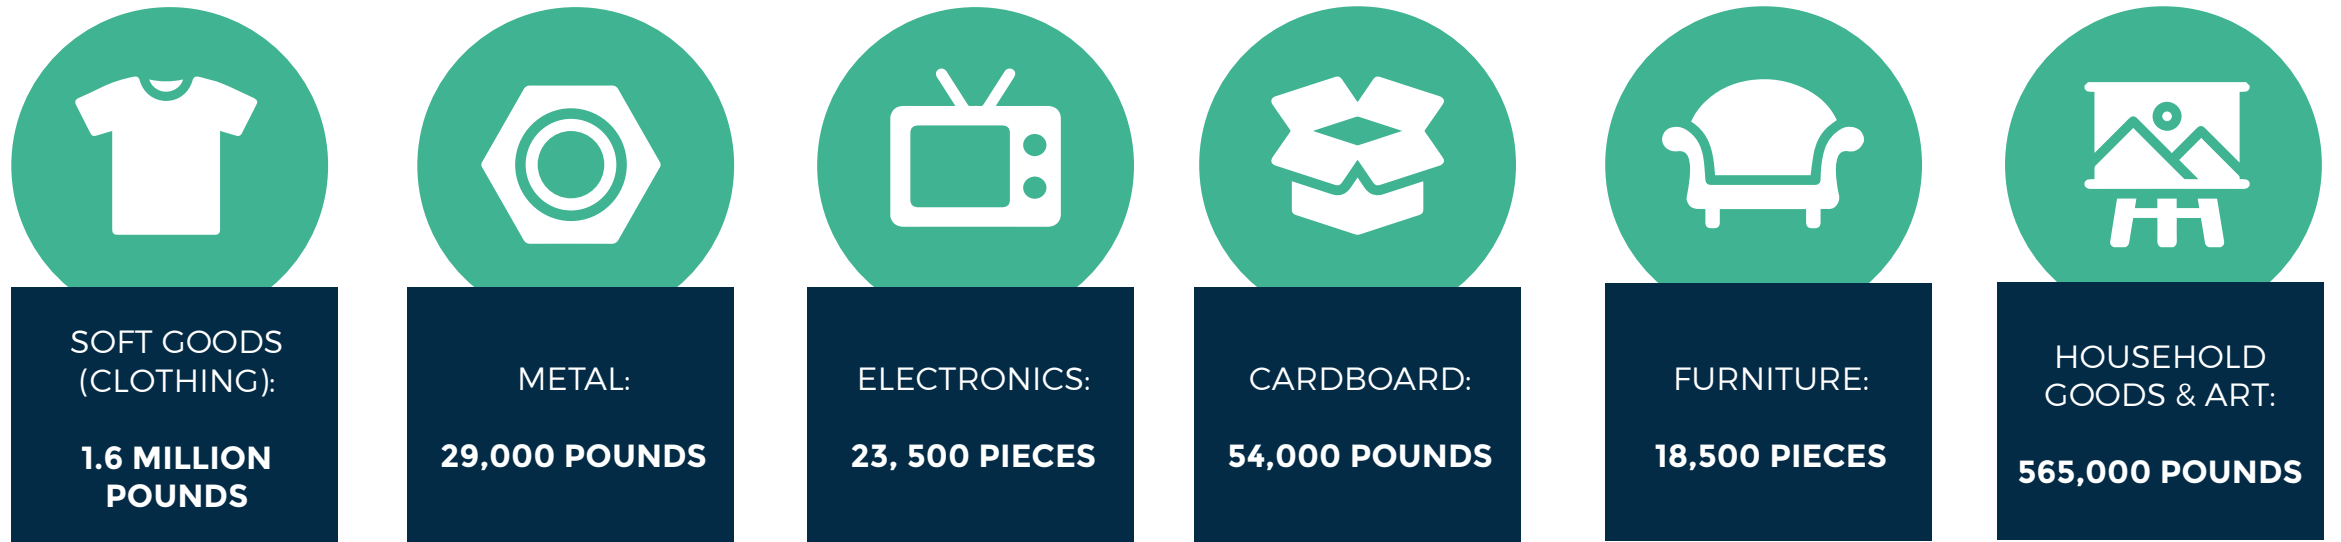 SOFT GOODS
(CLOTHING):
1.6 MILLION
POUNDS
METAL:
29,000 POUNDS
ELECTRONICS:
23, 500 PIECES
CARDBOARD:
54,000 POUNDS
FURNITURE:
18,500 PIECES
HOUSEHOLD
GOODS & ART:
565,000 POUNDS